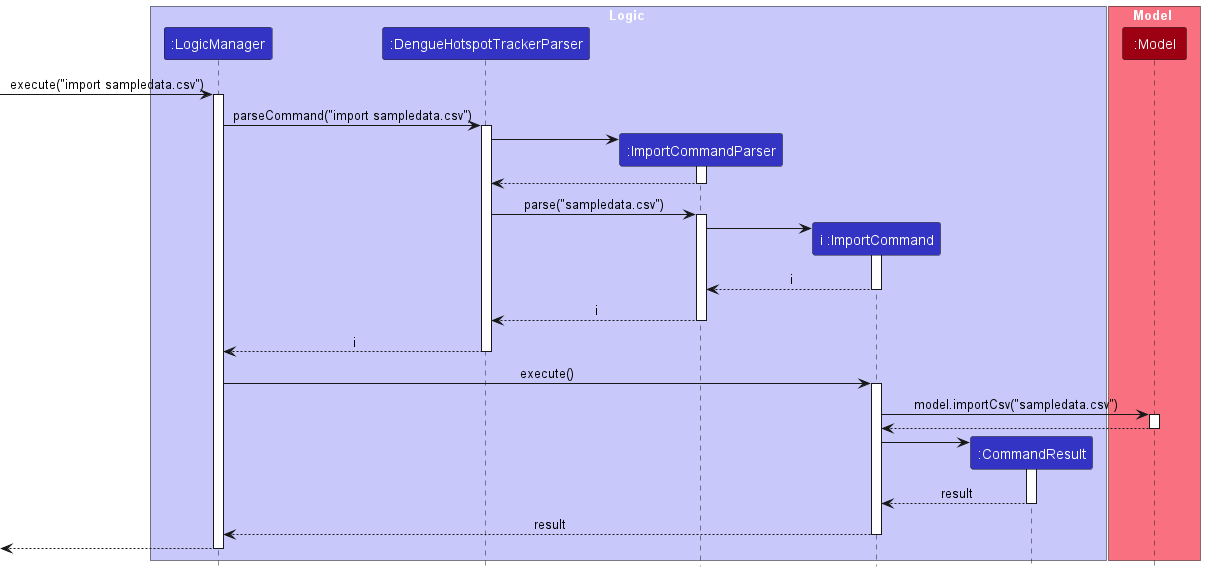 Logic
Model
:LogicManager
:DengueHotspotTrackerParser
:Model
execute("import sampledata.csv")
parseCommand("import sampledata.csv")
:ImportCommandParser
parse("sampledata.csv")
i :ImportCommand
i
i
i
execute()
model.importCsv("sampledata.csv")
:CommandResult
result
result